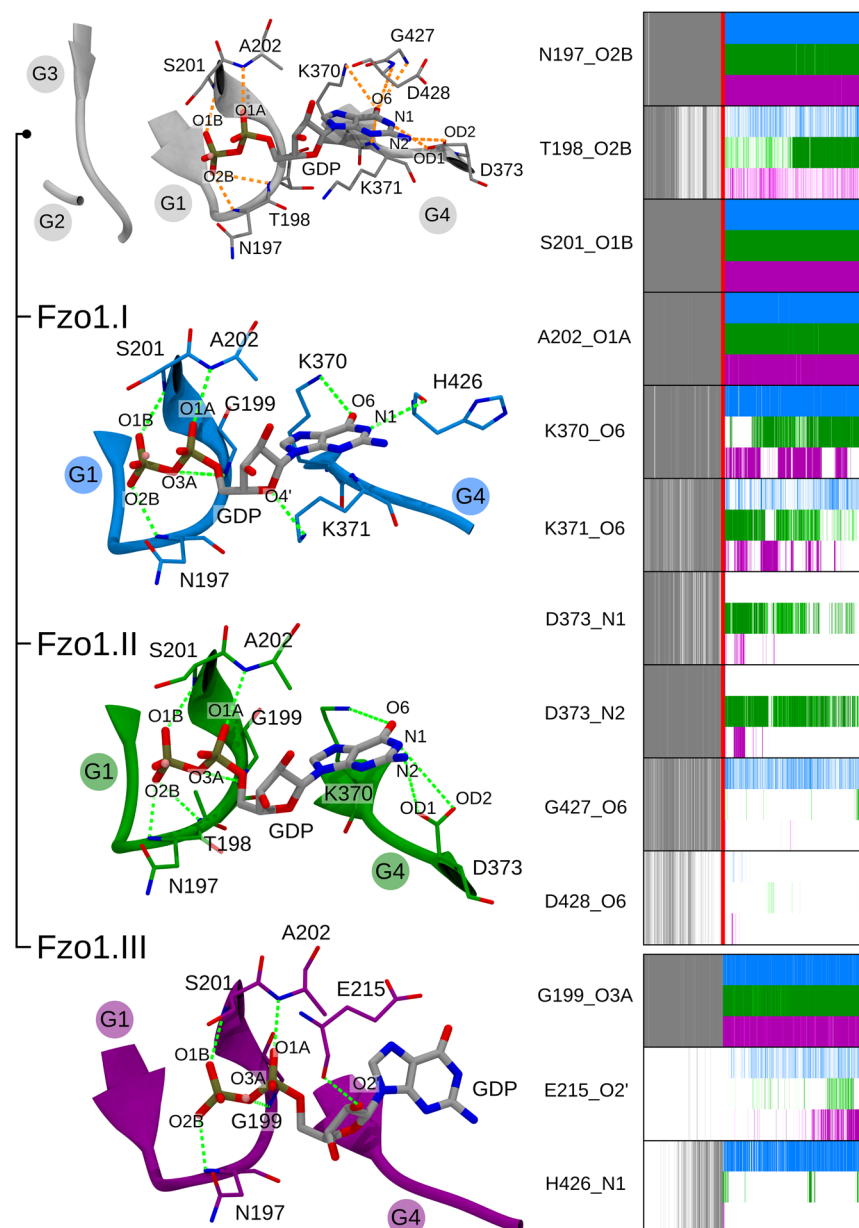 G3
G2
G1
S201
A202
K370
G427
D428
O6
N1
N2
OD2
OD1
O1A
O1B
O2B
GDP
K371
D373
T198
N197
G4
Fzo1.I
S201
A202
K370
H426
O6
N1
G199
O1A
O1B
O3A
O2B
G1
GDP
O4'
K371
G4
N197
Fzo1.II
S201
A202
O6
N1
N2
G199
O1A
O1B
O3A
O2B
G1
K370
OD1
OD2
T198
GDP
D373
G4
N197
Fzo1.III
A202
S201
E215
G1
O1A
O1B
O3A
O2'
GDP
O2B
G199
N197
G4
N197_O2B
T198_O2B
S201_O1B
A202_O1A
K370_O6
K371_O6
D373_N1
D373_N2
G427_O6
D428_O6
G199_O3A
E215_O2'
H426_N1